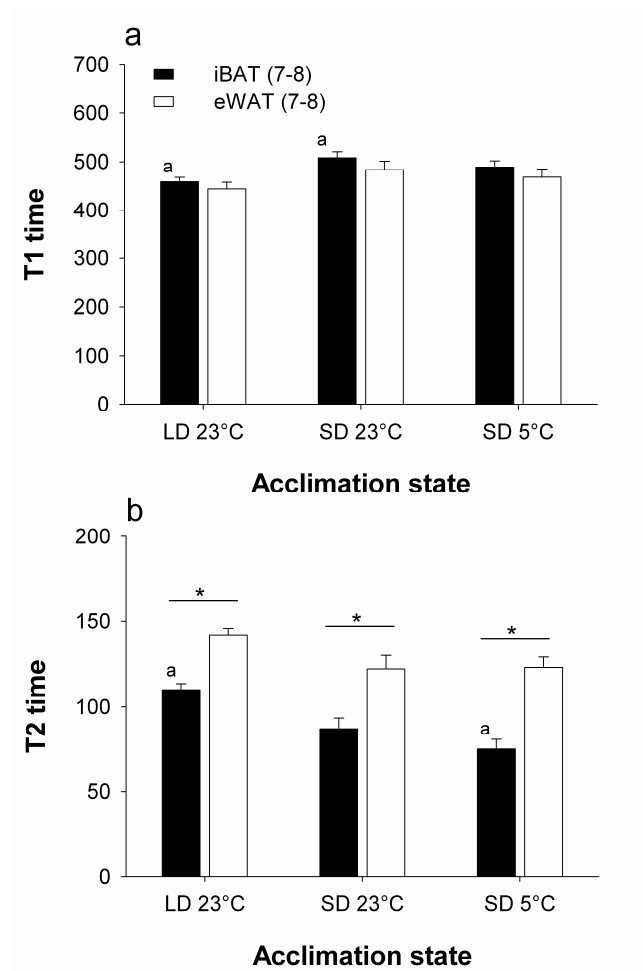 a
700
600
500
400
300
200
100
0
T1 time
iBAT (7-8)
eWAT (7-8)
a
a
LD 23°C SD 23°C SD 5°C
Acclimation state
b
200
150
100
50
0
T2 time
*
*
*
a
a
LD 23°C SD 23°C SD 5°C
Acclimation state